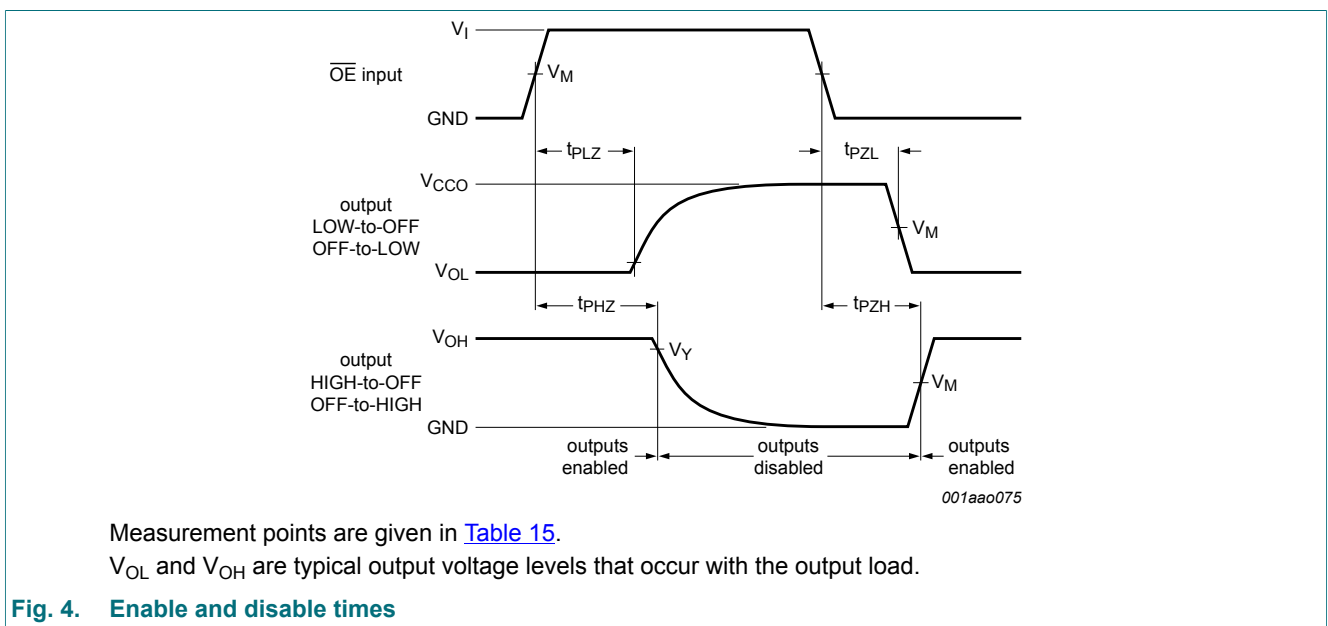 V_I
OE input
V_M
GND
t_PLZ
t_PZL
V_CCO
output
LOW-to-OFF
OFF-to-LOW
V_M
V_OL
t_PHZ
t_PZH
V_OH
output
HIGH-to-OFF
OFF-to-HIGH
V_Y
V_M
GND
outputs
enabled
outputs
disabled
outputs
enabled
001aao075
Measurement points are given in Table 15.
V_OL and V_OH are typical output voltage levels that occur with the output load.
Fig. 4. Enable and disable times